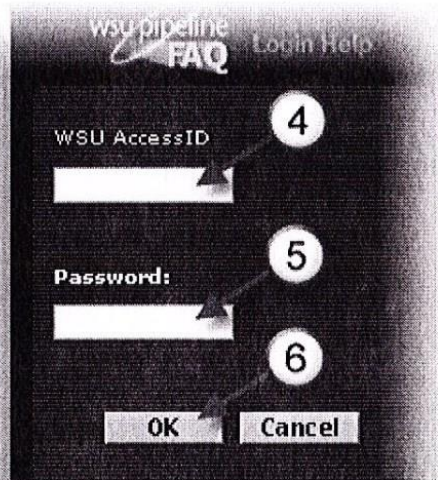 wsu pipeline
FAQ
Login Help
4
WSU AccessID
5
Password:
6
OK Cancel